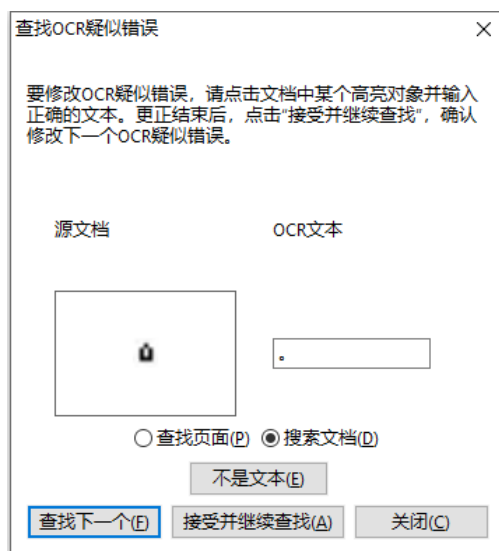 查找OCR疑似错误
要修改OCR疑似错误，请点击文档中某个高亮对象并输入
正确的文本。更正结束后，点击“接受并继续查找”，确认
修改下一个OCR疑似错误。
源文档 OCR文本
û 。
查找页面(P) 搜索文档(D)
不是文本(E)
查找下一个(F) 接受并继续查找(A) 关闭(C)